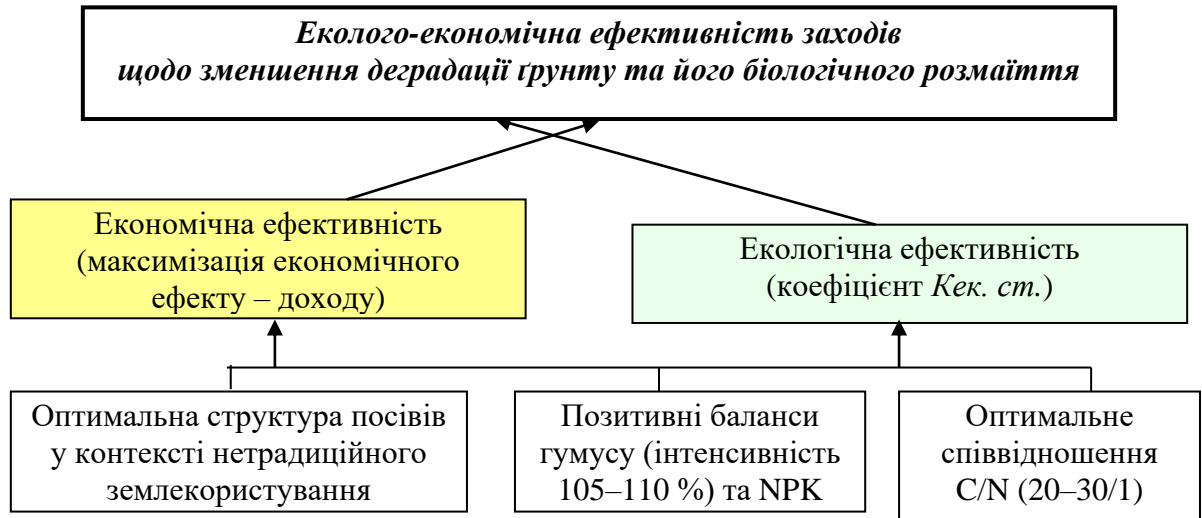 Еколого-економічна ефективність заходів
щодо зменшення деградації ґрунту та його біологічного розмаїття
Економічна ефективність
(максимізація економічного
ефекту – доходу)
Екологічна ефективність
(коефіцієнт Кек. ст.)
Оптимальна структура посівів
у контексті нетрадиційного
землекористування
Позитивні баланси
гумусу (інтенсивність
105–110 %) та NPK
Оптимальне
співвідношення
C/N (20–30/1)